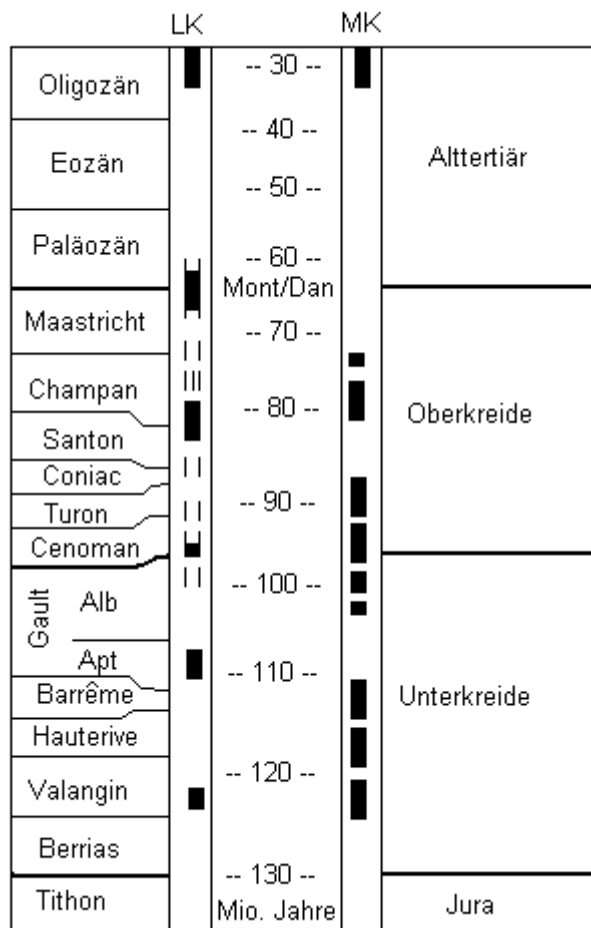 LK MK
Oligozän -- 30 --
-- 40 --
Eozän Alttertiär
-- 50 --
Paläozän -- 60 --
Mont/Dan
Maastricht -- 70 --
Champan -- 80 -- Oberkreide
Santon
Coniac
-- 90 --
Turon
Cenoman
-- 100 --
Gault Alb
Apt -- 110 --
Barrême Unterkreide
Hauterive
-- 120 --
Valangin
Berrias
-- 130 --
Tithon Mio. Jahre Jura